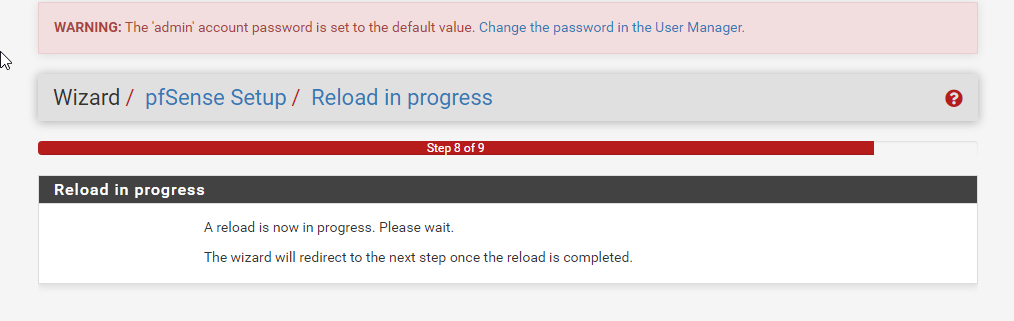 WARNING: The 'admin' account password is set to the default value. Change the password in the User Manager.
Wizard / pfSense Setup / Reload in progress
Step 8 of 9
Reload in progress
A reload is now in progress. Please wait.
The wizard will redirect to the next step once the reload is completed.